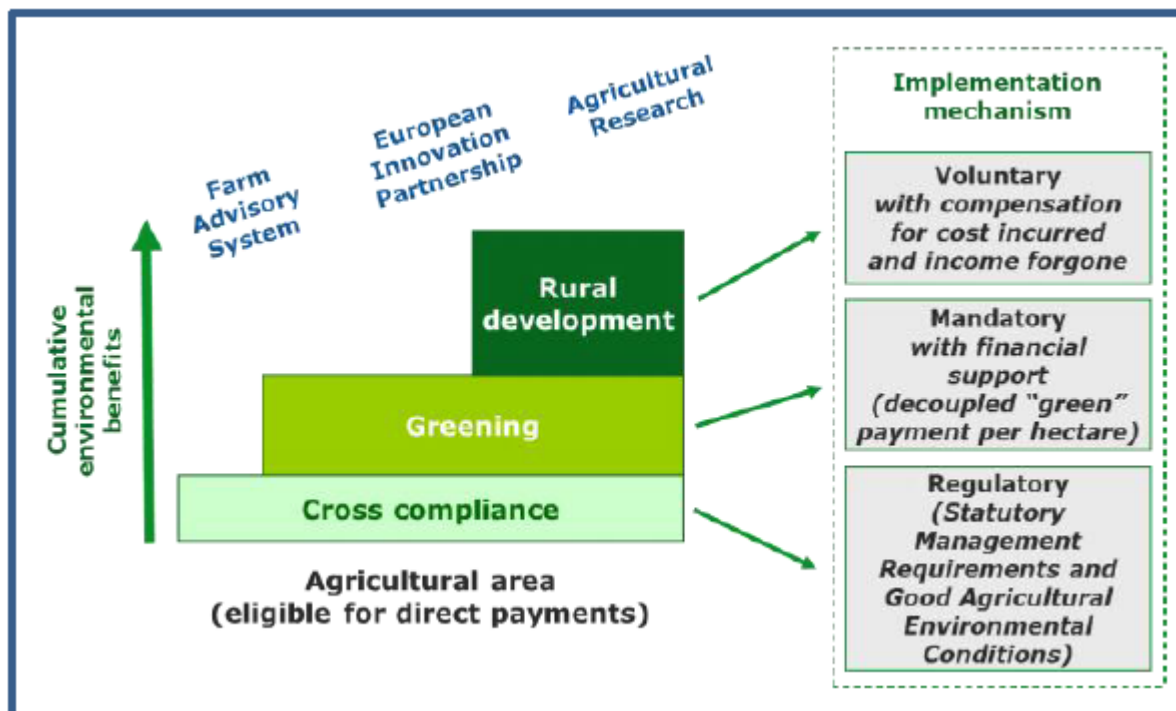 Farm
Advisory
System
European
Innovation
Partnership
Agricultural
Research
Cumulative
environmental
benefits
Rural
development
Greening
Cross compliance
Agricultural area
(eligible for direct payments)
Implementation
mechanism
Voluntary
with compensation
for cost incurred
and income forgone
Mandatory
with financial
support
(decoupled “green”
payment per hectare)
Regulatory
(Statutory
Management
Requirements and
Good Agricultural
Environmental
Conditions)